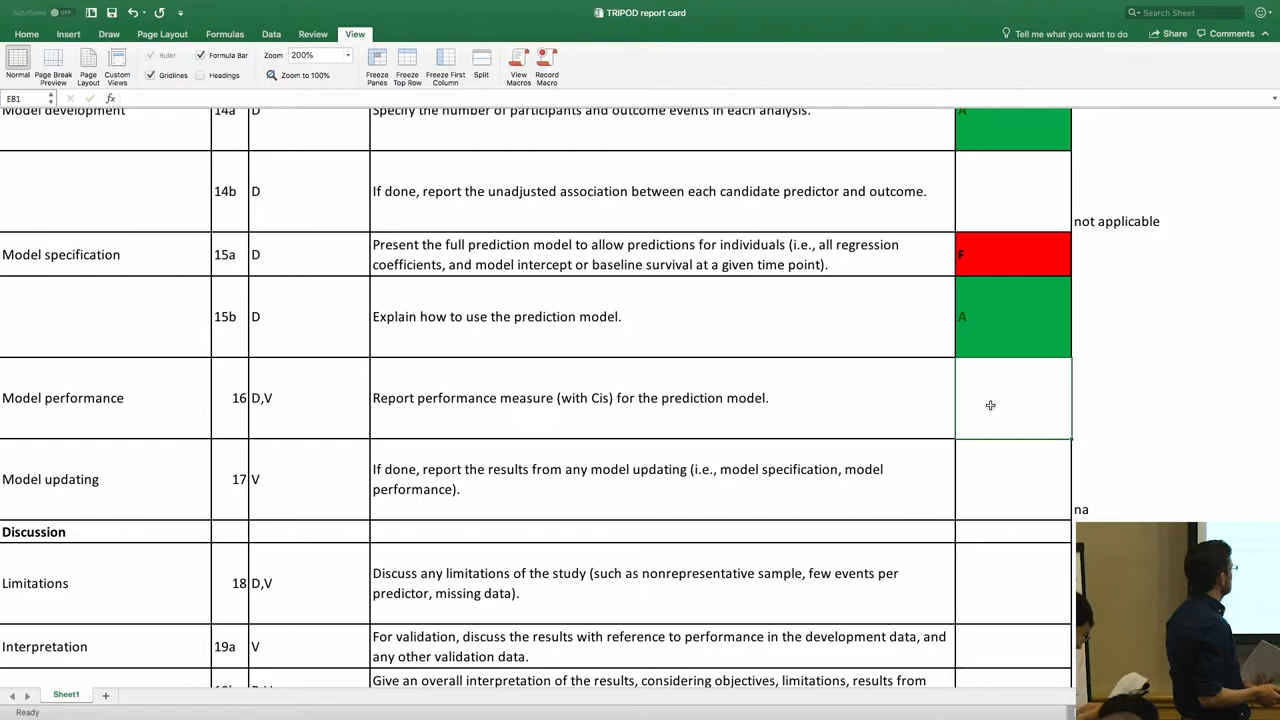 AutoSave OFF
TRIPOD report card
Search Sheet
Home Insert Draw Page Layout Formulas Data Review View
Tell me what you want to do
Share
Comments
Normal
Page Break Preview
Page Layout
Custom Views
Ruler
Formula Bar
Gridlines
Headings
Zoom 200%
Zoom to 100%
Freeze Panes
Freeze Top Row
Freeze First Column
Split
View Macros
Record Macro
E81
fx
Model development 14a D Specify the number of participants and outcome events in each analysis. A
14b D If done, report the unadjusted association between each candidate predictor and outcome.
not applicable
Model specification 15a D Present the full prediction model to allow predictions for individuals (i.e., all regression
coefficients, and model intercept or baseline survival at a given time point). F
15b D Explain how to use the prediction model. A
Model performance 16 D,V Report performance measure (with Cis) for the prediction model.
Model updating 17 V If done, report the results from any model updating (i.e., model specification, model
performance).
na
Discussion
Limitations 18 D,V Discuss any limitations of the study (such as nonrepresentative sample, few events per
predictor, missing data).
Interpretation 19a V For validation, discuss the results with reference to performance in the development data, and
any other validation data.
Give an overall interpretation of the results, considering objectives, limitations, results from
Sheet1
Ready